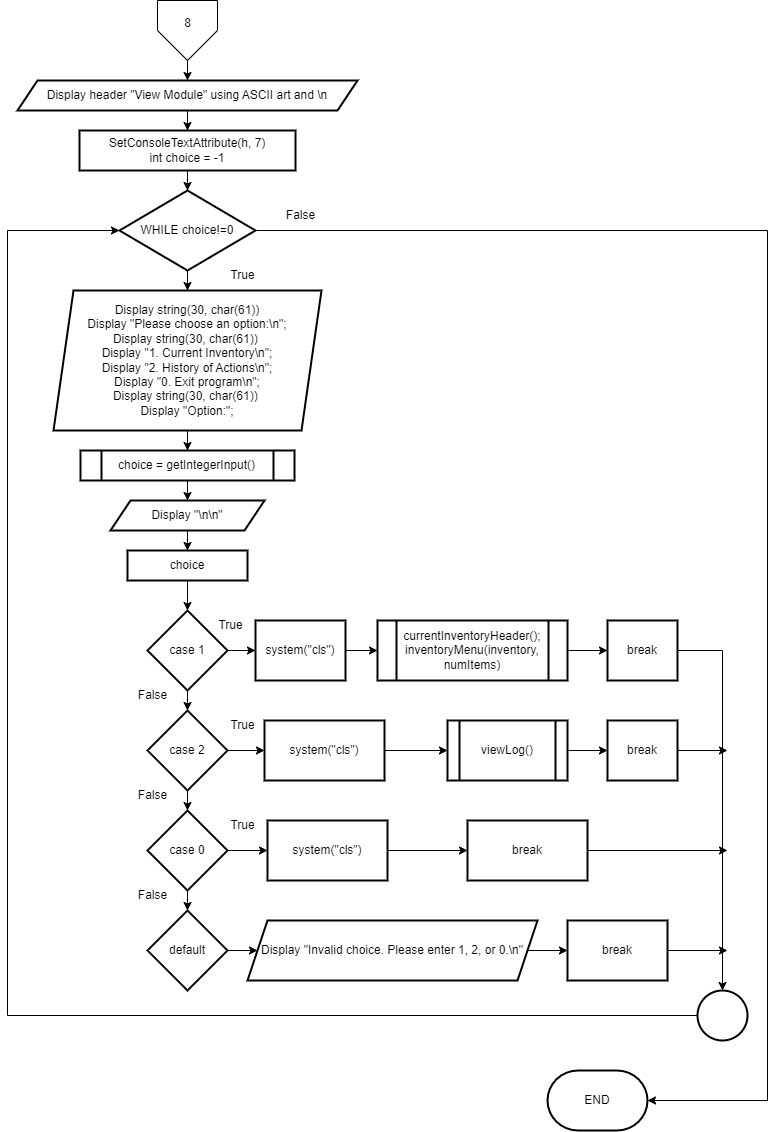 8
Display header "View Module" using ASCII art and \n
SetConsoleTextAttribute(h, 7)
int choice = -1
WHILE choice!=0
False
True
Display string(30, char(61))
Display "Please choose an option:\n";
Display string(30, char(61))
Display "1. Current Inventory\n";
Display "2. History of Actions\n";
Display "0. Exit program\n";
Display string(30, char(61))
Display "Option:";
choice = getIntegerInput()
Display "\n\n"
choice
case 1
True
system("cls")
currentInventoryHeader();
inventoryMenu(inventory,
numItems)
break
False
case 2
True
system("cls")
viewLog()
break
False
case 0
True
system("cls")
break
False
default
Display "Invalid choice. Please enter 1, 2, or 0.\n"
break
END